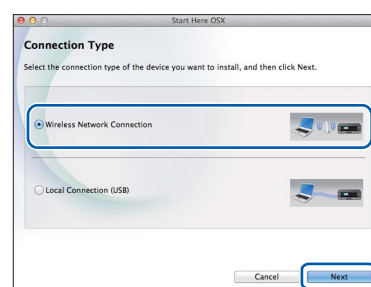 Start Here OSX
Connection Type
Select the connection type of the device you want to install, and then click Next.
Wireless Network Connection
Local Connection (USB)
Cancel
Next